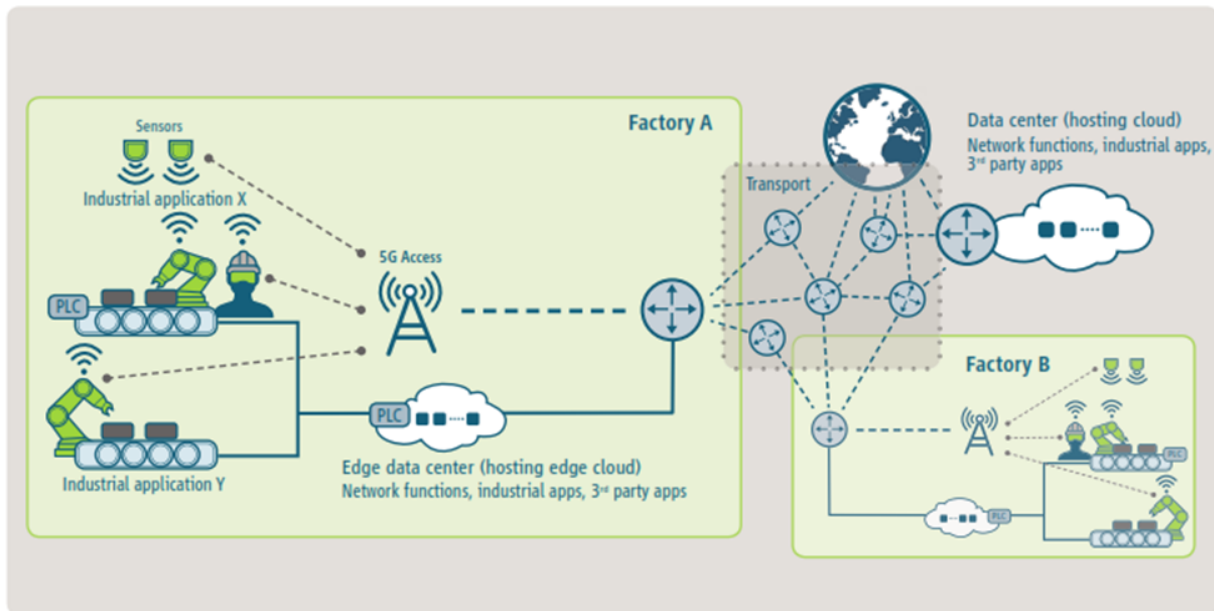 Factory A
Sensors
Industrial application X
5G Access
PLC
PLC
Industrial application Y
Edge data center (hosting edge cloud)
Network functions, industrial apps, 3rd party apps
Transport
Data center (hosting cloud)
Network functions, industrial apps,
3rd party apps
Factory B
PLC
PLC